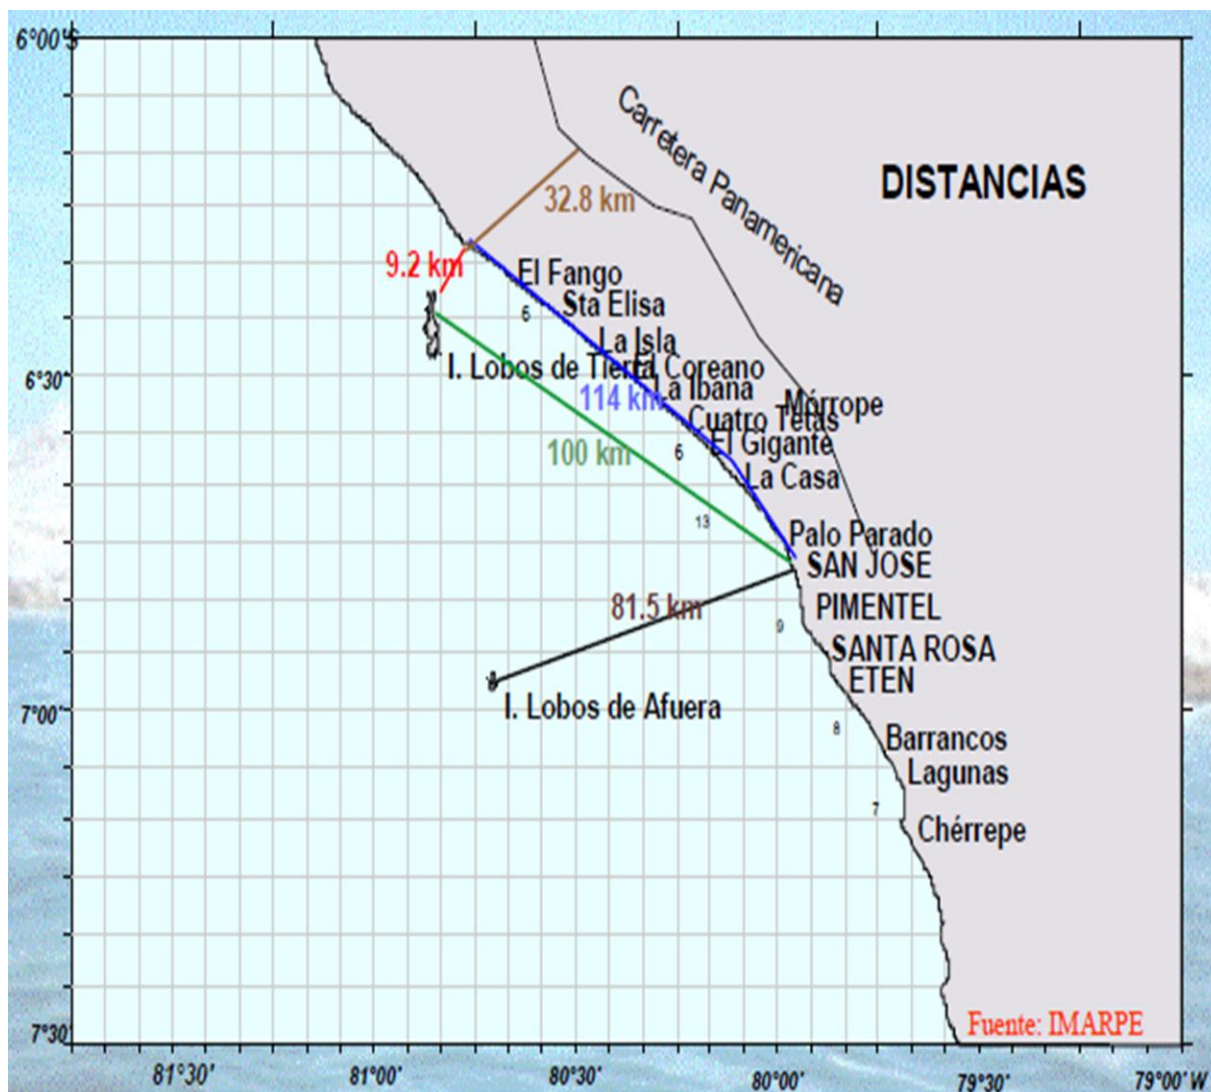 6°00'S
Carretera Panamericana
DISTANCIAS
32.8 km
9.2 km
El Fango
Sta Elisa
6
La Isla
I. Lobos de Tierra
El Coreano
6°30'
La Ibana
114 km
Mórrope
Cuatro Tetas
El Gigante
100 km
6
La Casa
13
Palo Parado
SAN JOSE
81.5 km
PIMENTEL
9
SANTA ROSA
ETEN
I. Lobos de Afuera
7°00'
8
Barrancos
Lagunas
7
Chérrepe
Fuente: IMARPE
7°30'
81°30'
81°00'
80°30'
80°00'
79°30'
79°00'W